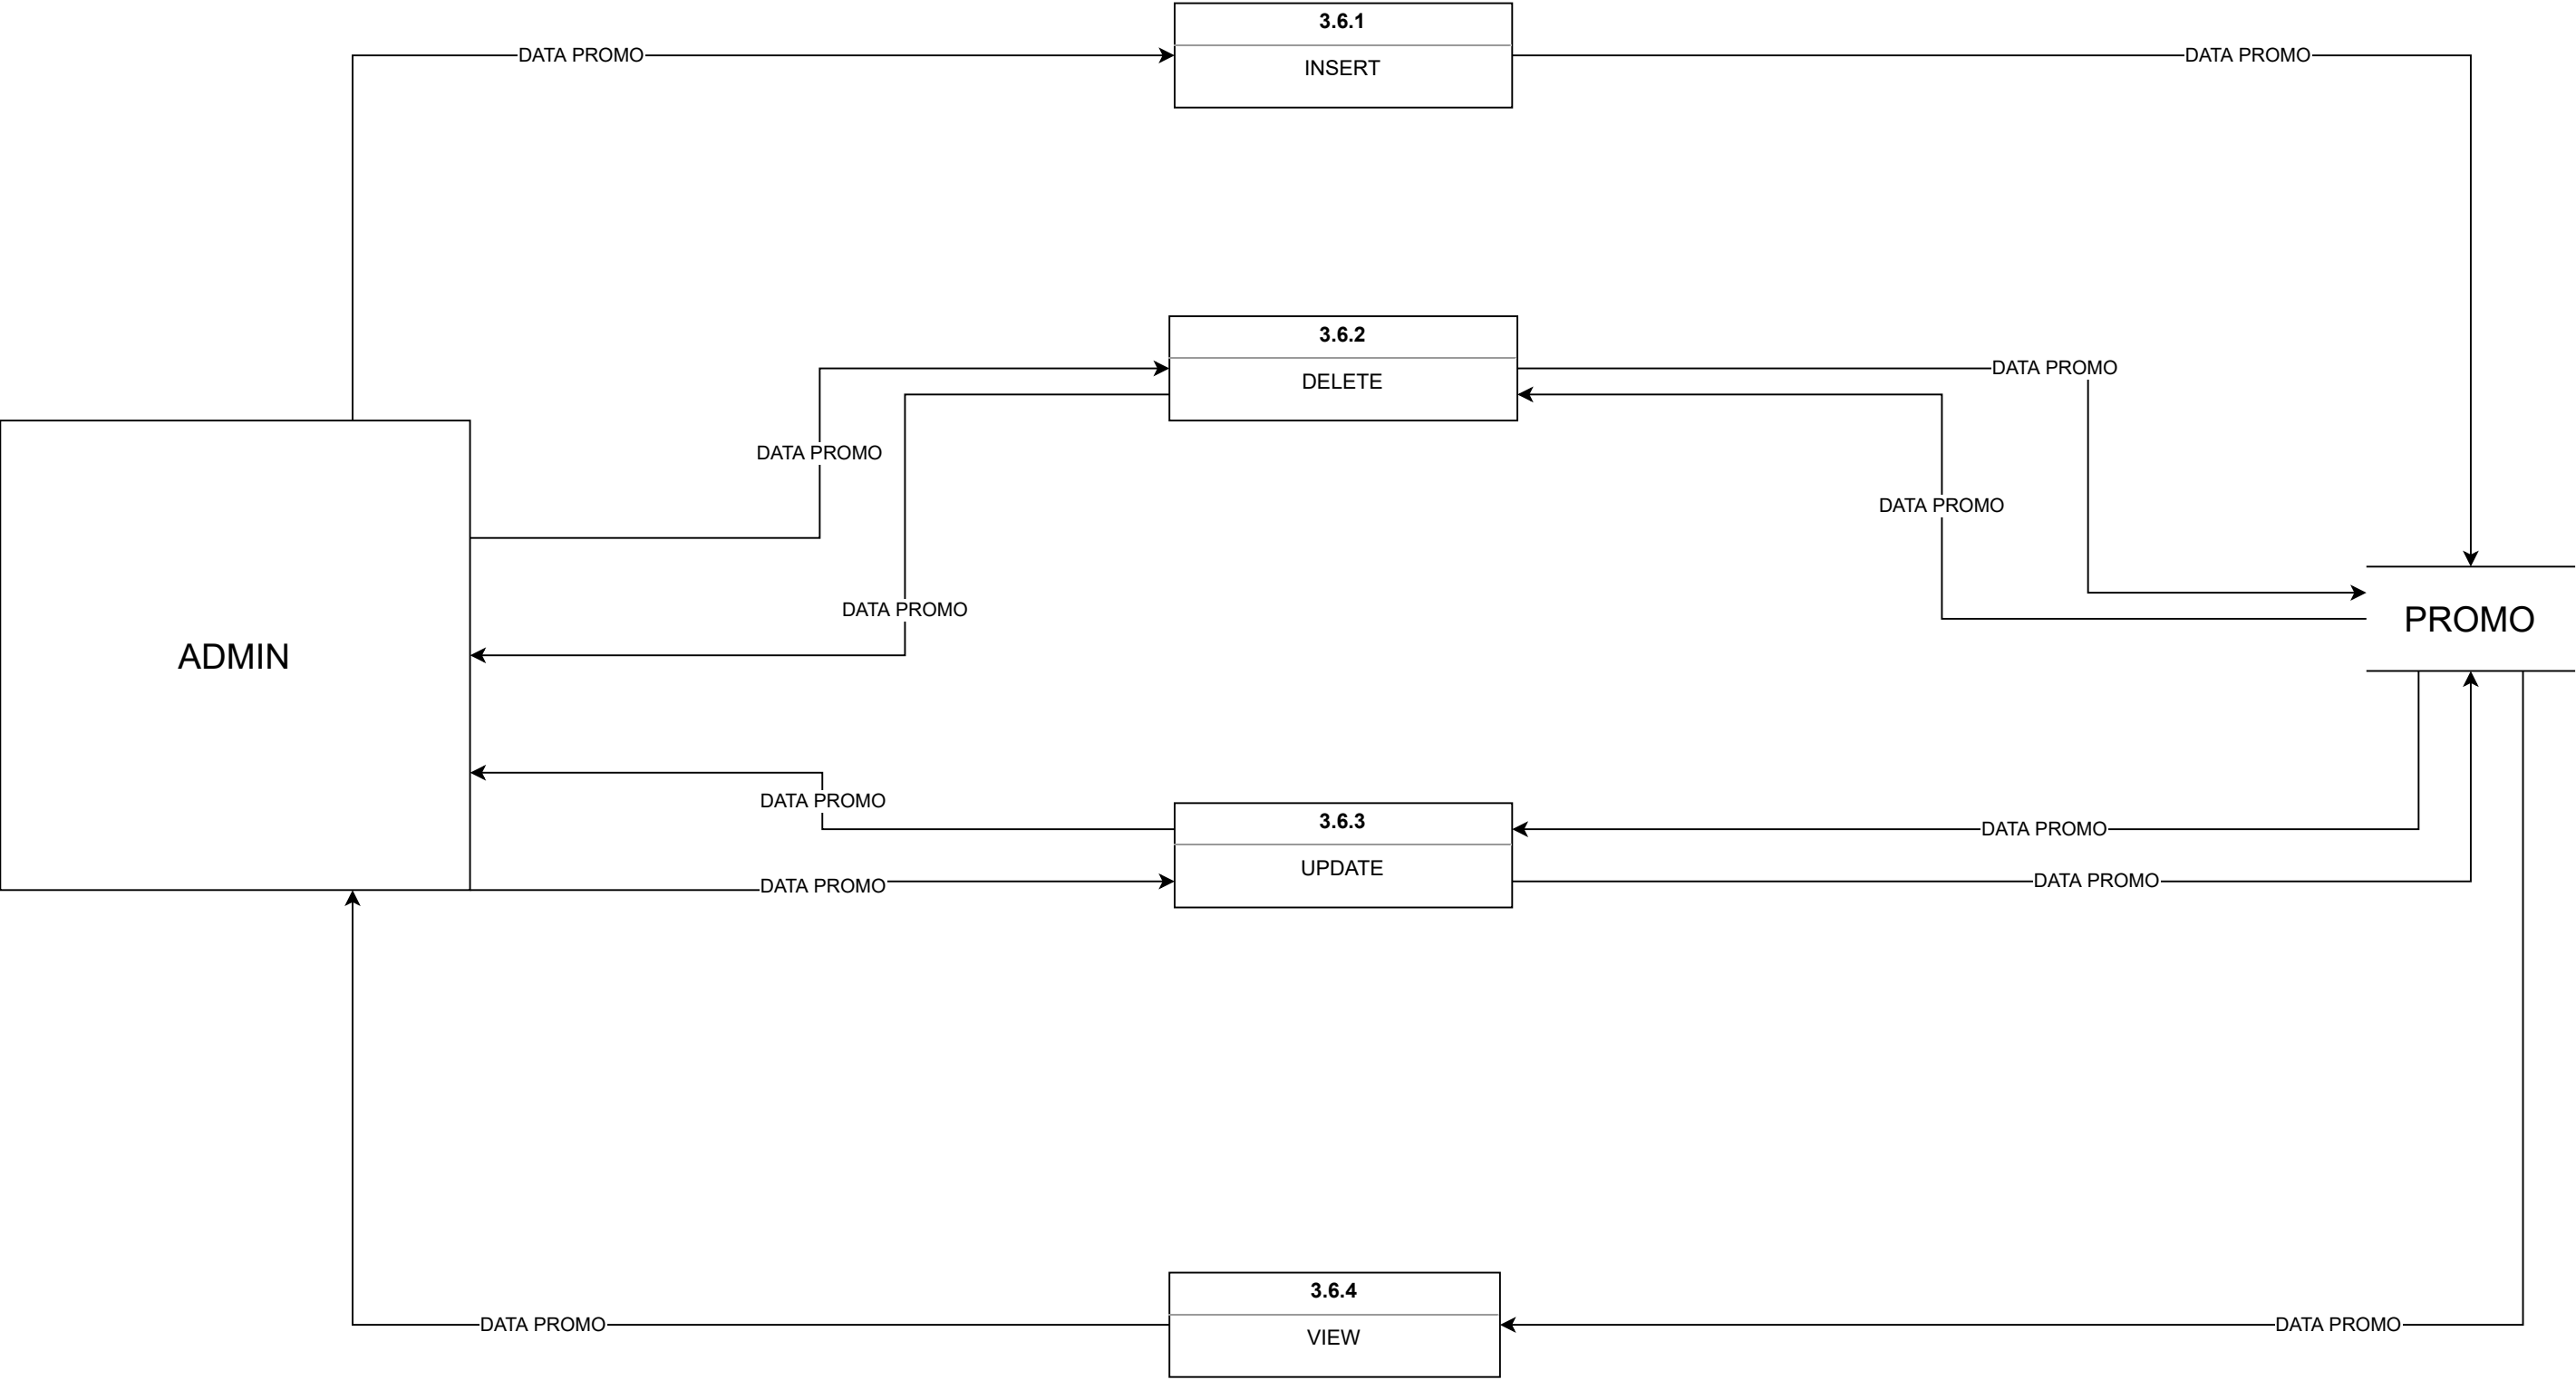 3.6.1
DATA PROMO
DATA PROMO
INSERT
3.6.2
DATA PROMO
DELETE
DATA PROMO
DATA PROMO
DATA PROMO
PROMO
ADMIN
DATA PROMO
3.6.3
DATA PROMO
UPDATE
DATA PROMO
DATA PROMO
3.6.4
DATA PROMO
DATA PROMO
VIEW